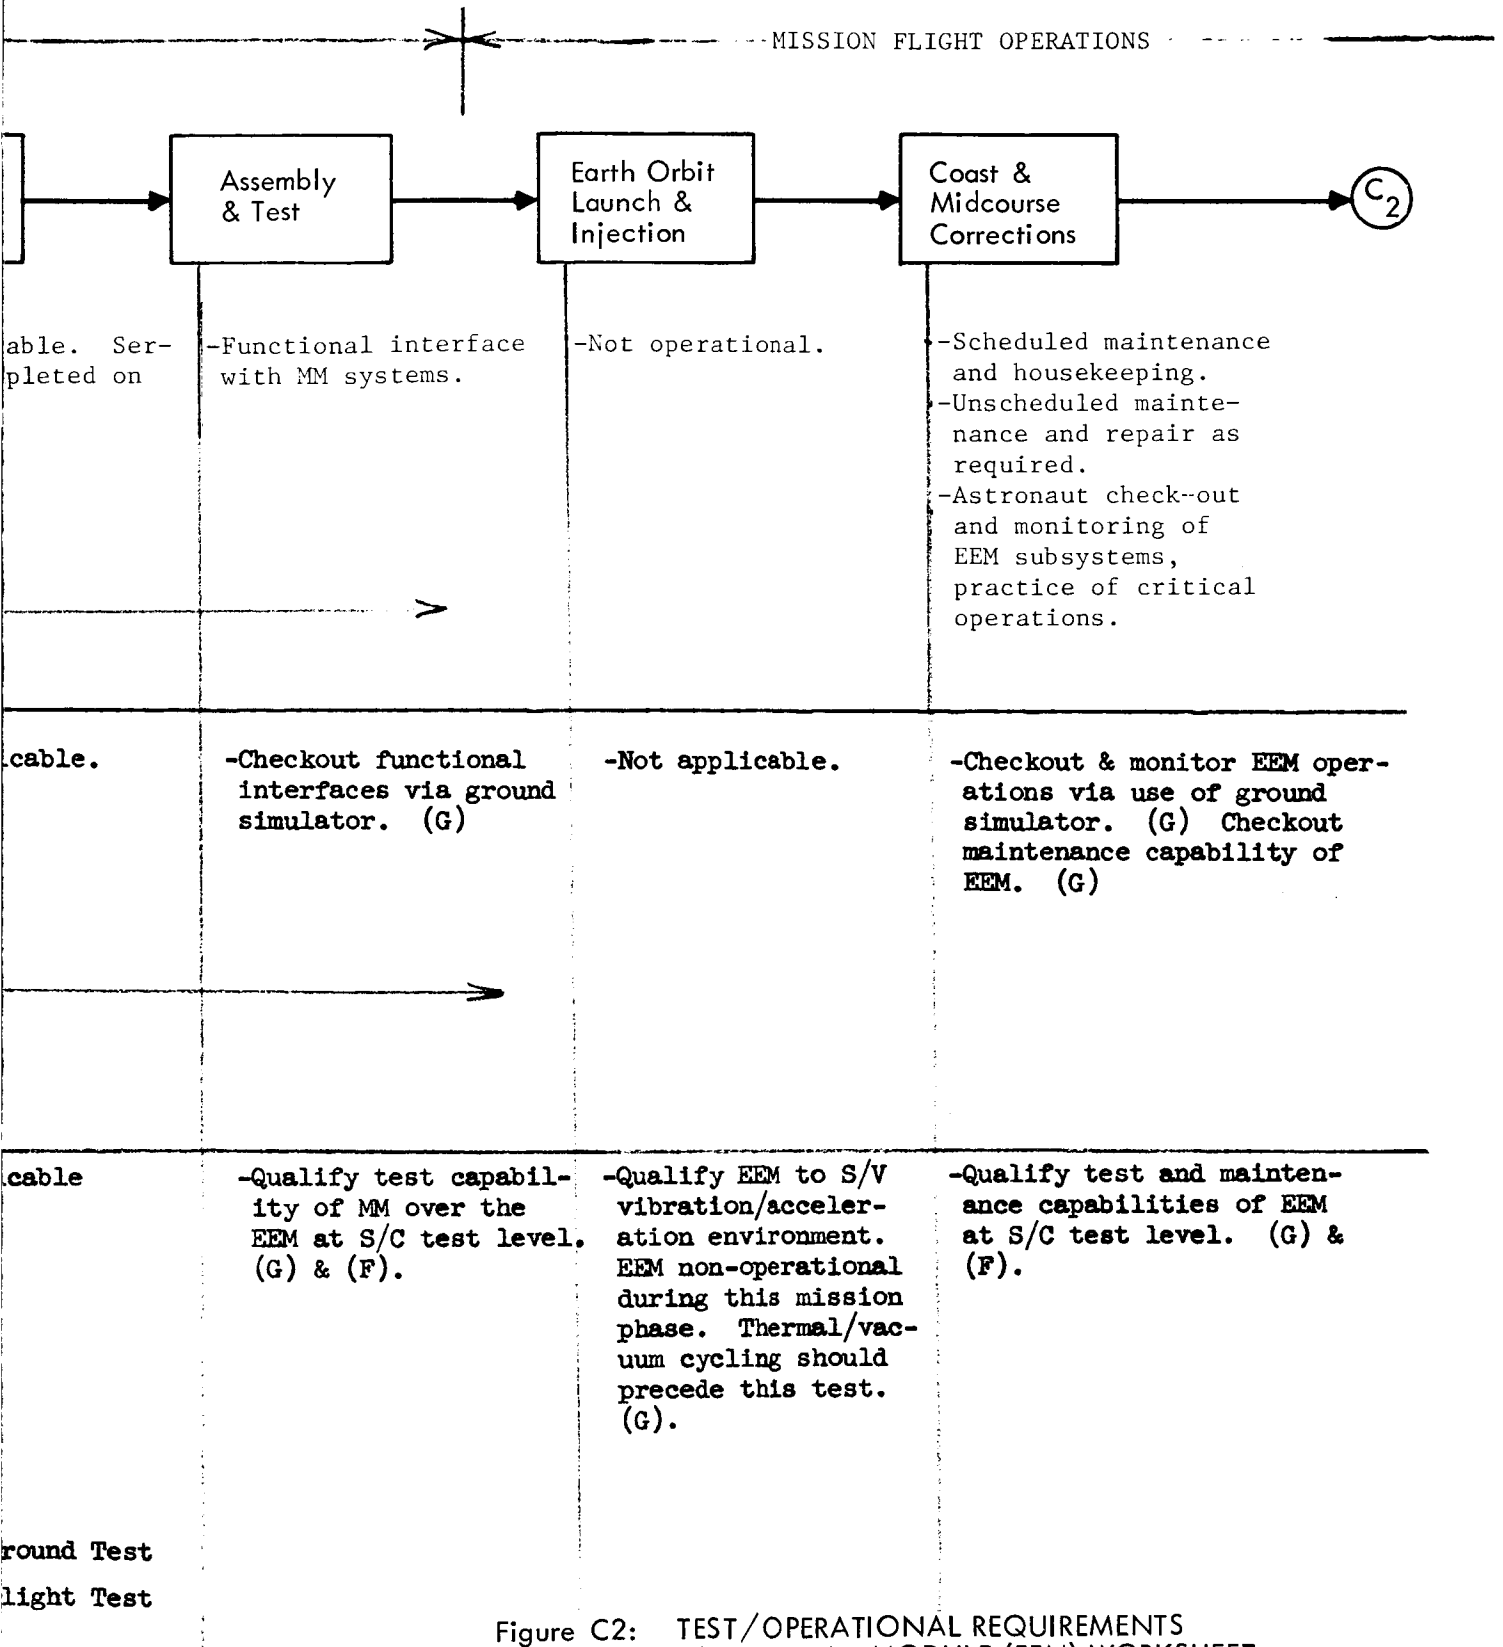 MISSION FLIGHT OPERATIONS
Assembly
& Test
Earth Orbit
Launch &
Injection
Coast &
Midcourse
Corrections
C2
able. Ser-
pleted on
-Functional interface
with MM systems.
-Not operational.
-Scheduled maintenance
and housekeeping.
-Unscheduled mainte-
nance and repair as
required.
-Astronaut check-out
and monitoring of
EEM subsystems,
practice of critical
operations.
cable.
-Checkout functional
interfaces via ground
simulator. (G)
-Not applicable.
-Checkout & monitor EEM oper-
ations via use of ground
simulator. (G) Checkout
maintenance capability of
EEM. (G)
cable
-Qualify test capabil-
ity of MM over the
EEM at S/C test level.
(G) & (F).
-Qualify EEM to S/V
vibration/acceler-
ation environment.
EEM non-operational
during this mission
phase. Thermal/vac-
uum cycling should
precede this test.
(G).
-Qualify test and mainten-
ance capabilities of EEM
at S/C test level. (G) &
(F).
round Test
light Test
Figure C2: TEST/OPERATIONAL REQUIREMENTS
MODULE (EEM) WORKSHEET